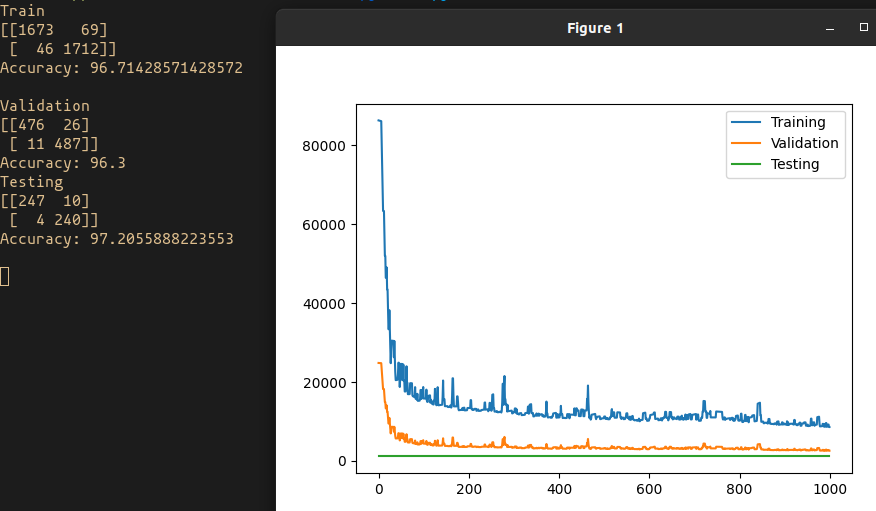 Train
[[1673   69]
 [  46 1712]]
Accuracy: 96.71428571428572
Validation
[[476  26]
 [ 11 487]]
Accuracy: 96.3
Testing
[[247  10]
 [  4 240]]
Accuracy: 97.2055888223553
Figure 1
Training
Validation
Testing
80000
60000
40000
20000
0
0 200 400 600 800 1000